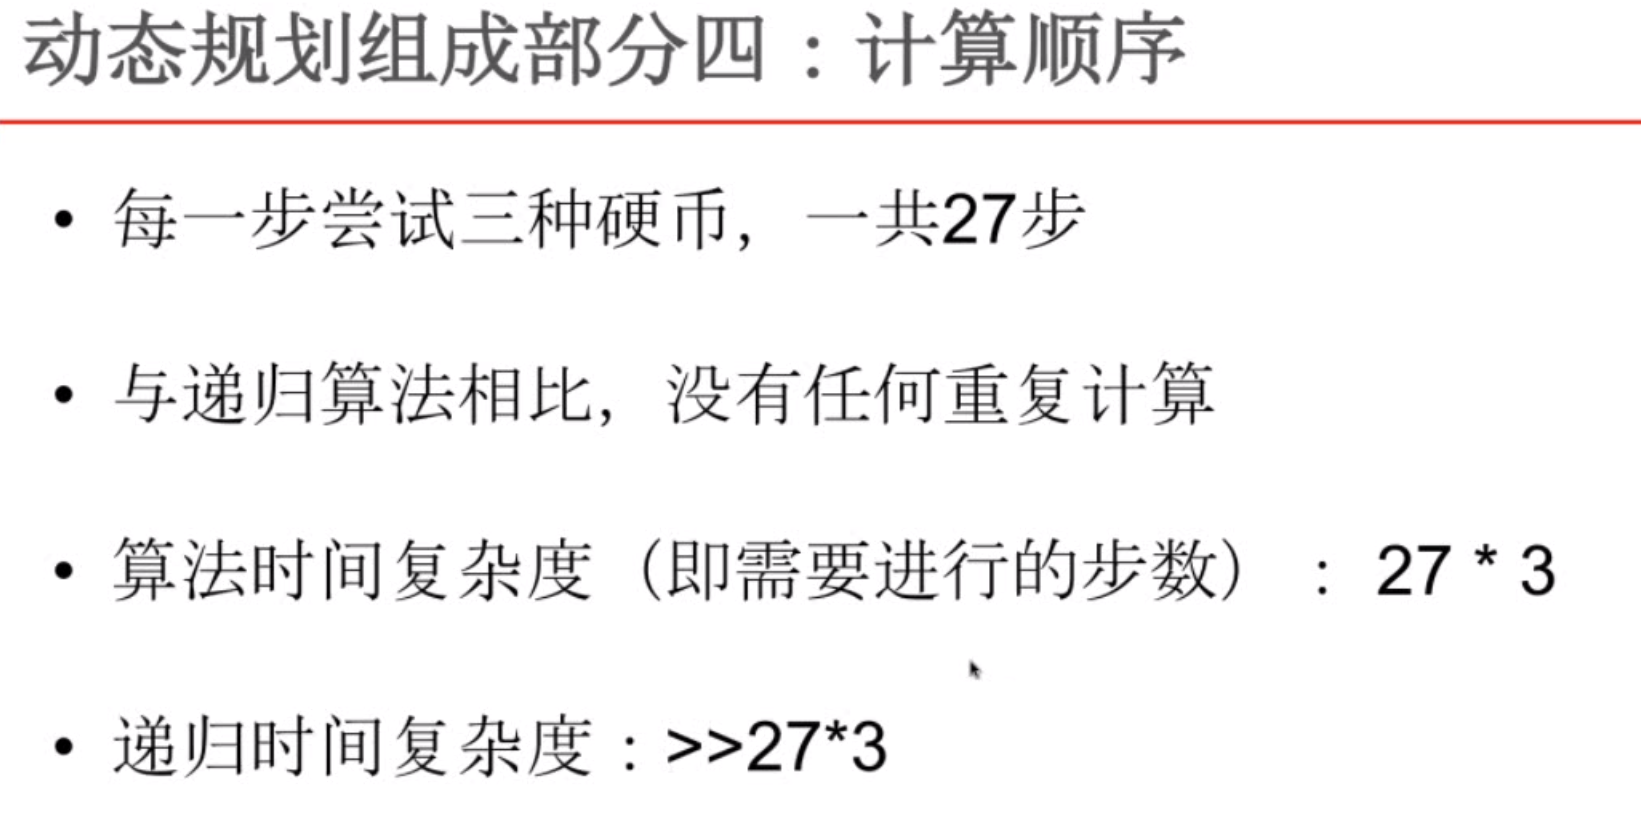 动态规划组成部分四：计算顺序
• 每一步尝试三种硬币，一共27步
• 与递归算法相比，没有任何重复计算
• 算法时间复杂度（即需要进行的步数）：27 * 3
• 递归时间复杂度：>>27*3